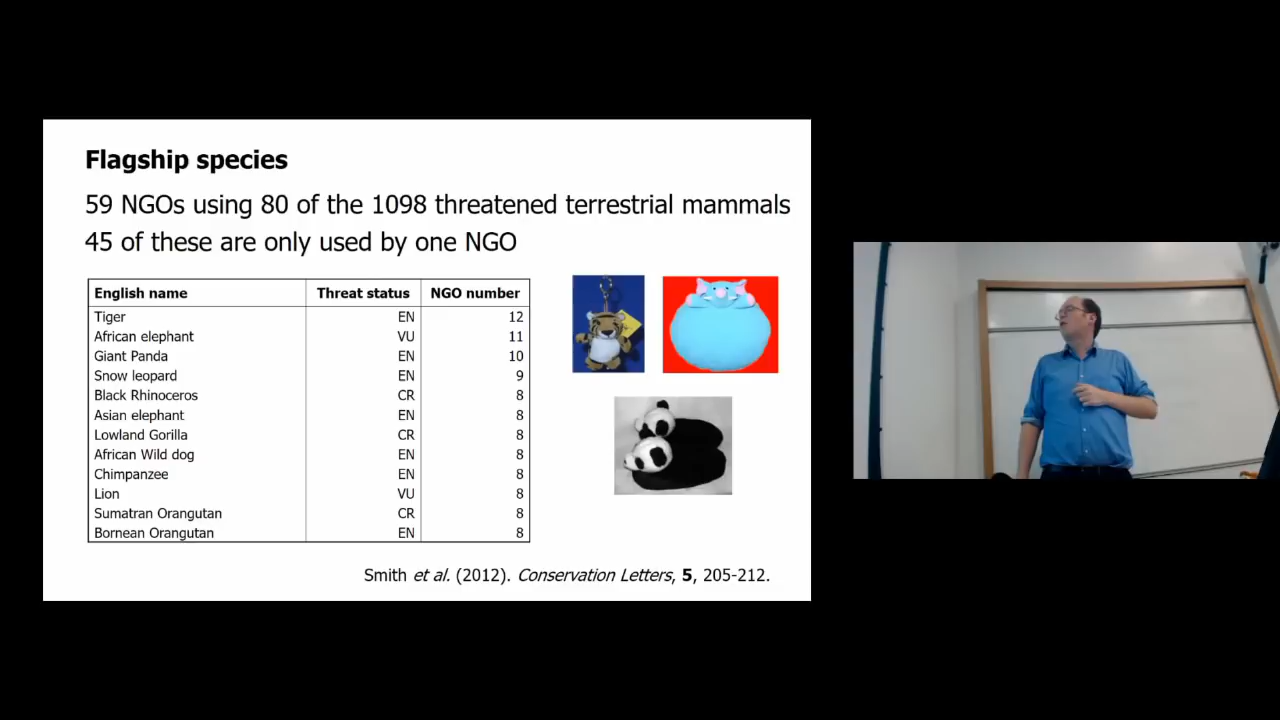 Flagship species
59 NGOs using 80 of the 1098 threatened terrestrial mammals
45 of these are only used by one NGO
English name Threat status NGO number
Tiger EN 12
African elephant VU 11
Giant Panda EN 10
Snow leopard EN 9
Black Rhinoceros CR 8
Asian elephant EN 8
Lowland Gorilla CR 8
African Wild dog EN 8
Chimpanzee EN 8
Lion VU 8
Sumatran Orangutan CR 8
Bornean Orangutan EN 8
Smith et al. (2012). Conservation Letters, 5, 205-212.